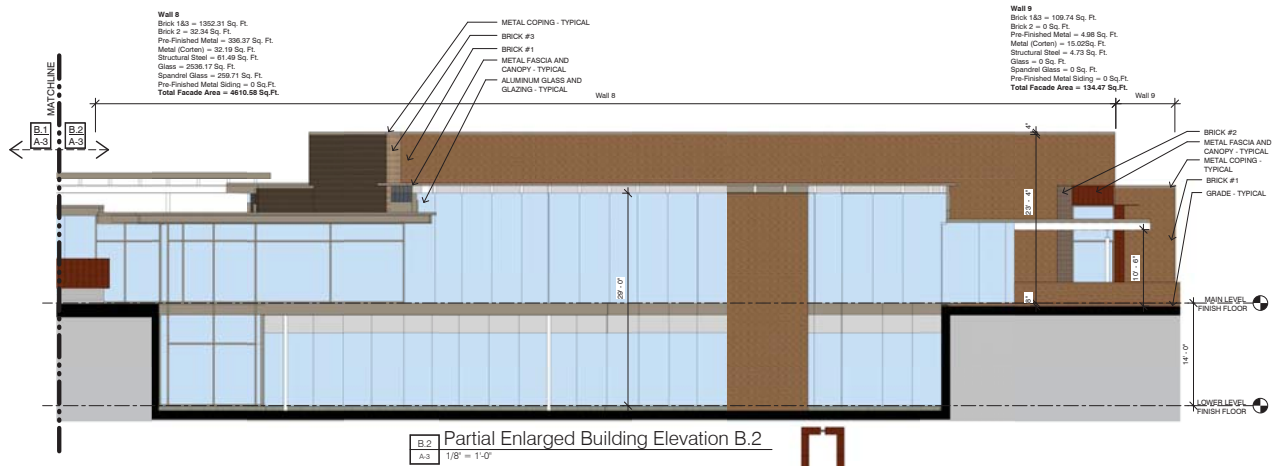 Wall 8
Brick 1&3 = 1352.31 Sq. Ft.
Brick 2 = 32.34 Sq. Ft.
Pre-Finished Metal = 336.37 Sq. Ft.
Metal (Corten) = 32.19 Sq. Ft.
Structural Steel = 61.49 Sq. Ft.
Glass = 2536.17 Sq. Ft.
Spandrel Glass = 259.71 Sq. Ft.
Pre-Finished Metal Siding = 0 Sq.Ft.
Total Facade Area = 4610.58 Sq.Ft.
METAL COPING - TYPICAL
BRICK #3
BRICK #1
METAL FASCIA AND
CANOPY - TYPICAL
ALUMINUM GLASS AND
GLAZING - TYPICAL
Wall 9
Brick 1&3 = 109.74 Sq. Ft.
Brick 2 = 0 Sq. Ft.
Pre-Finished Metal = 4.98 Sq. Ft.
Metal (Corten) = 15.02Sq. Ft.
Structural Steel = 4.73 Sq. Ft.
Glass = 0 Sq. Ft.
Spandrel Glass = 0 Sq. Ft.
Pre-Finished Metal Siding = 0 Sq.Ft.
Total Facade Area = 134.47 Sq.Ft.
MATCHLINE
Wall 8
Wall 9
B.1
A-3
B.2
A-3
4"
23' - 4"
29' - 0"
10' - 6"
6"
14' - 0"
BRICK #2
METAL FASCIA AND
CANOPY - TYPICAL
METAL COPING -
TYPICAL
BRICK #1
GRADE - TYPICAL
MAIN LEVEL
FINISH FLOOR
LOWER LEVEL
FINISH FLOOR
B.2
A-3
Partial Enlarged Building Elevation B.2
1/8" = 1'-0"